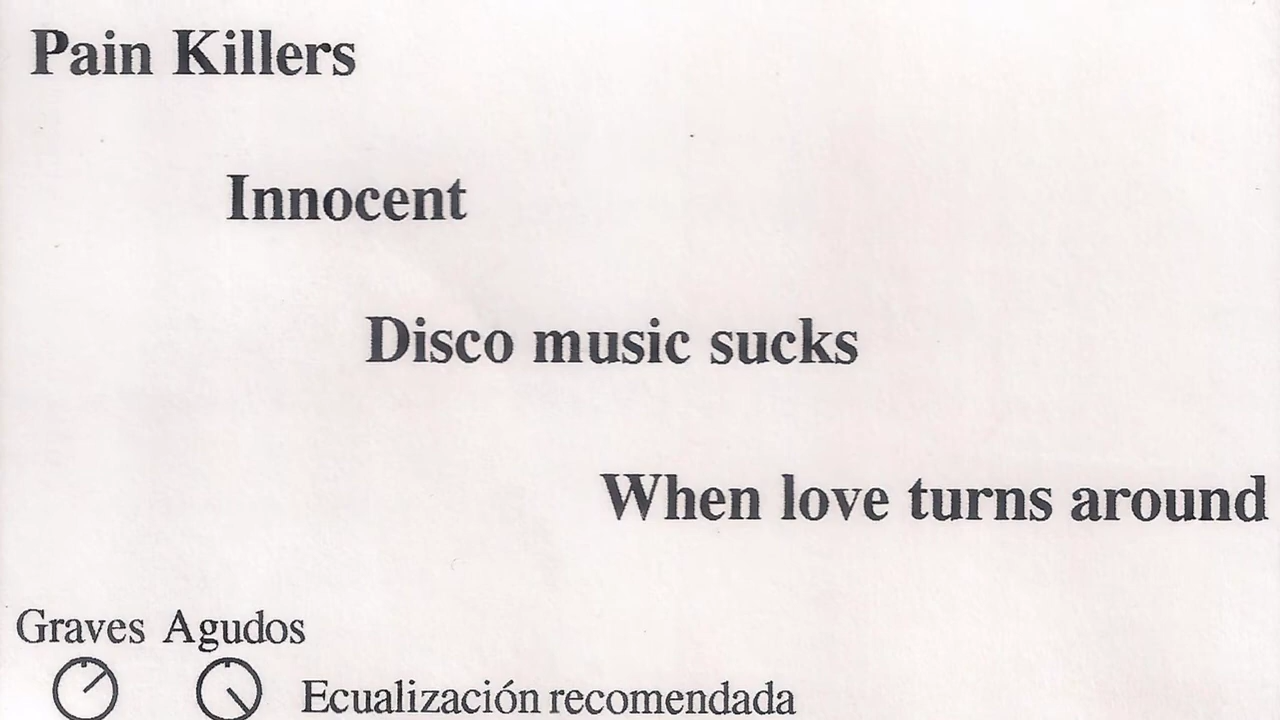 Pain Killers
Innocent
Disco music sucks
When love turns around
Graves Agudos
Ecualización recomendada